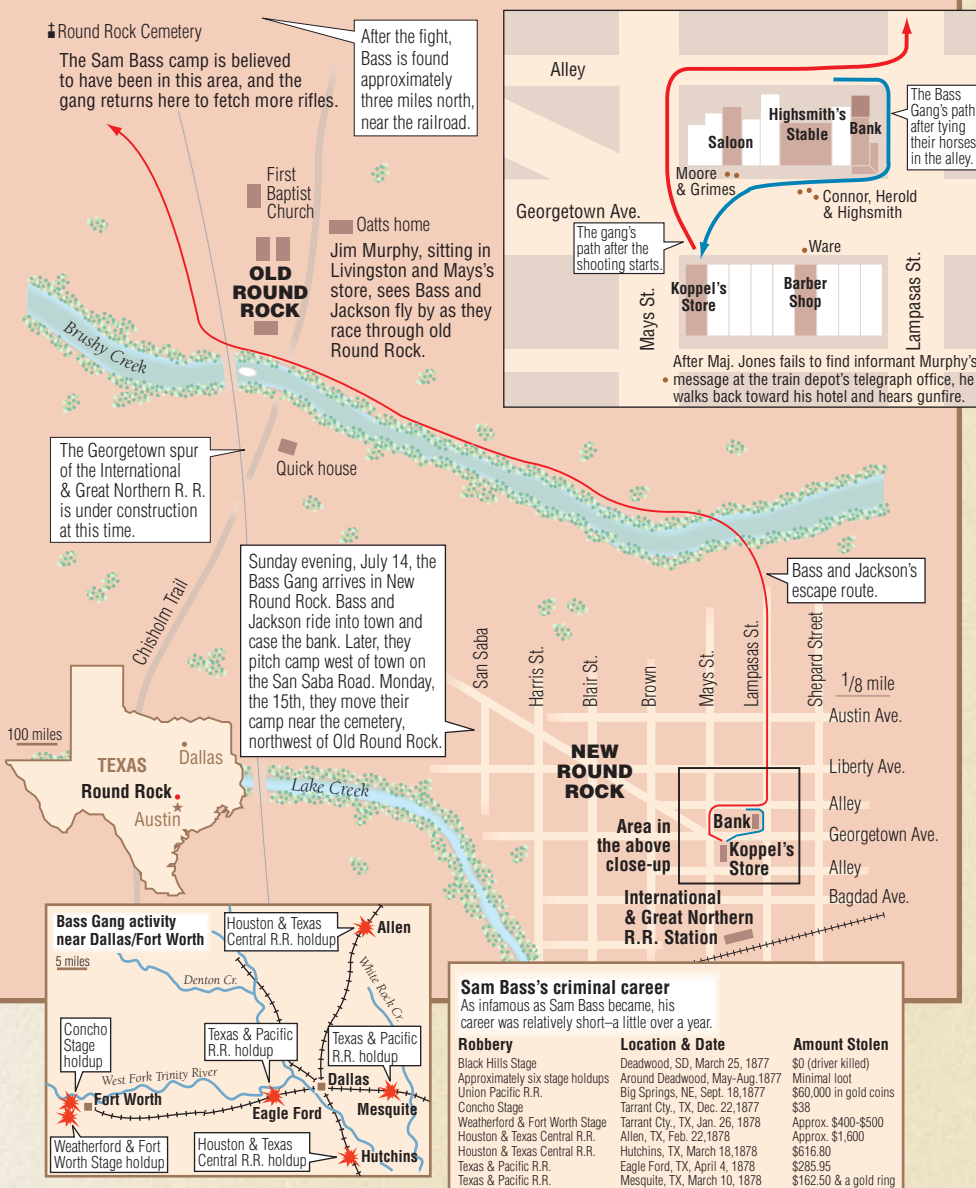 Round Rock Cemetery
The Sam Bass camp is believed
to have been in this area, and the
gang returns here to fetch more rifles.
After the fight,
Bass is found
approximately
three miles north,
near the railroad.
First
Baptist
Church
Oatts home
OLD
ROUND
ROCK
Jim Murphy, sitting in
Livingston and Mays's
store, sees Bass and
Jackson fly by as they
race through old
Round Rock.
Brushy Creek
The Georgetown spur
of the International
& Great Northern R. R.
is under construction
at this time.
Quick house
Chisholm Trail
Sunday evening, July 14, the
Bass Gang arrives in New
Round Rock. Bass and
Jackson ride into town and
case the bank. Later, they
pitch camp west of town on
the San Saba Road. Monday,
the 15th, they move their
camp near the cemetery,
northwest of Old Round Rock.
Alley
Saloon
Highsmith's
Stable
Bank
The Bass
Gang's path
after tying
their horses
in the alley.
Moore
& Grimes
Connor, Herold
& Highsmith
Georgetown Ave.
The gang's
path after the
shooting starts.
Ware
Mays St.
Koppel's
Store
Barber
Shop
Lampasas St.
After Maj. Jones fails to find informant Murphy's
message at the train depot's telegraph office, he
walks back toward his hotel and hears gunfire.
Bass and Jackson's
escape route.
San Saba
Harris St.
Blair St.
Brown
Mays St.
Lampasas St.
Shepard Street
1/8 mile
Austin Ave.
NEW
ROUND
ROCK
Liberty Ave.
Alley
Bank
Georgetown Ave.
Area in
the above
close-up
Koppel's
Store
Alley
Bagdad Ave.
International
& Great Northern
R.R. Station
100 miles
TEXAS
Dallas
Round Rock
Austin
Lake Creek
Bass Gang activity
near Dallas/Fort Worth
5 miles
Houston & Texas
Central R.R. holdup
Allen
Denton Cr.
White Rock Cr.
Concho
Stage
holdup
Texas & Pacific
R.R. holdup
Texas & Pacific
R.R. holdup
West Fork Trinity River
Dallas
Fort Worth
Eagle Ford
Mesquite
Weatherford & Fort
Worth Stage holdup
Houston & Texas
Central R.R. holdup
Hutchins
Sam Bass's criminal career
As infamous as Sam Bass became, his
career was relatively short–a little over a year.
Robbery Location & Date Amount Stolen
Black Hills Stage Deadwood, SD, March 25, 1877 $0 (driver killed)
Approximately six stage holdups Around Deadwood, May-Aug.1877 Minimal loot
Union Pacific R.R. Big Springs, NE, Sept. 18,1877 $60,000 in gold coins
Concho Stage Tarrant Cty., TX, Dec. 22,1877 $38
Weatherford & Fort Worth Stage Tarrant Cty., TX, Jan. 26, 1878 Approx. $400-$500
Houston & Texas Central R.R. Allen, TX, Feb. 22,1878 Approx. $1,600
Houston & Texas Central R.R. Hutchins, TX, March 18,1878 $616.80
Texas & Pacific R.R. Eagle Ford, TX, April 4, 1878 $285.95
Texas & Pacific R.R. Mesquite, TX, March 10, 1878 $162.50 & a gold ring